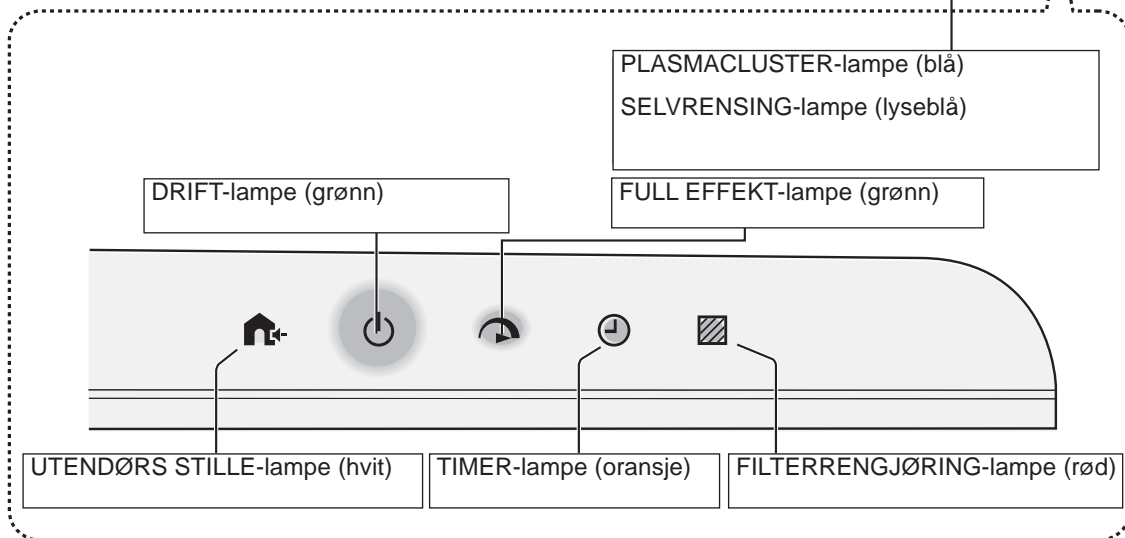 PLASMACLUSTER-lampe (blå)
SELVRENSING-lampe (lyseblå)
DRIFT-lampe (grønn)
FULL EFFEKT-lampe (grønn)
UTENDØRS STILLE-lampe (hvit)
TIMER-lampe (oransje)
FILTERRENGJØRING-lampe (rød)